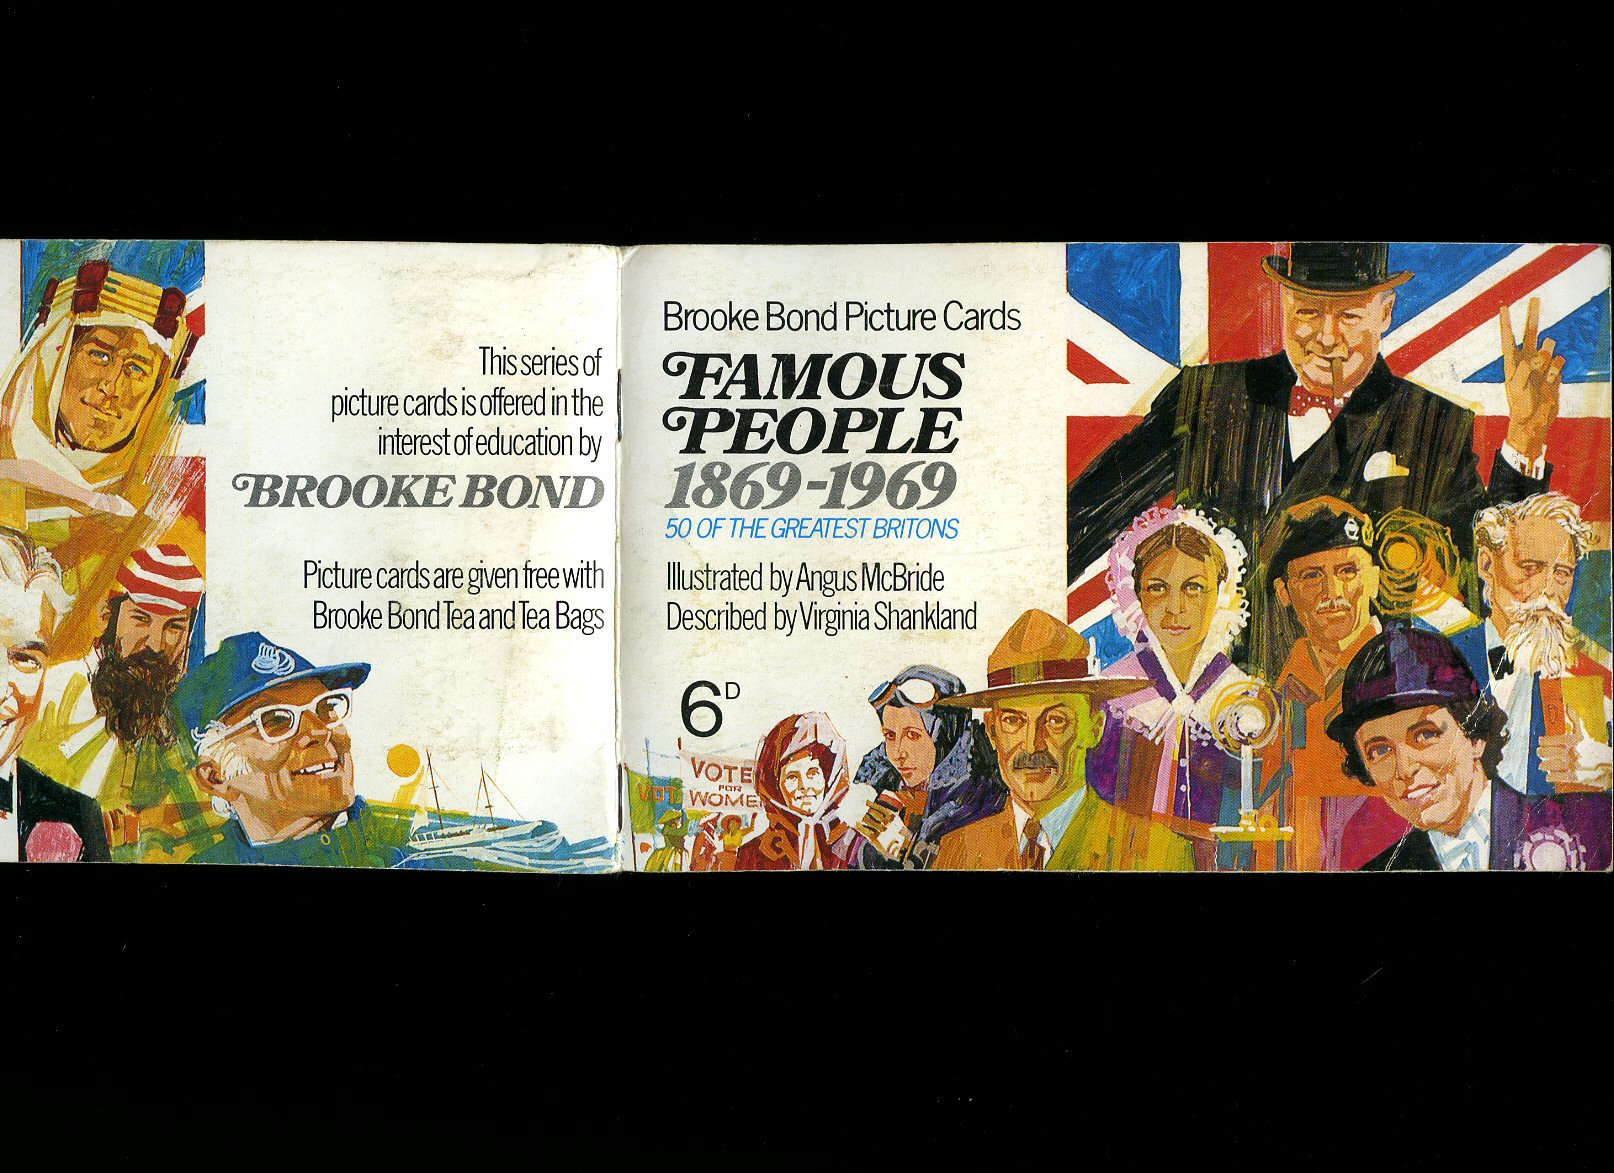 This series of
picture cards is offered in the
interest of education by
BROOKE BOND
Picture cards are given free with
Brooke Bond Tea and Tea Bags
Brooke Bond Picture Cards
FAMOUS
PEOPLE
1869-1969
50 OF THE GREATEST BRITONS
Illustrated by Angus McBride
Described by Virginia Shankland
6D
VOTE
FOR
WOME
VOT